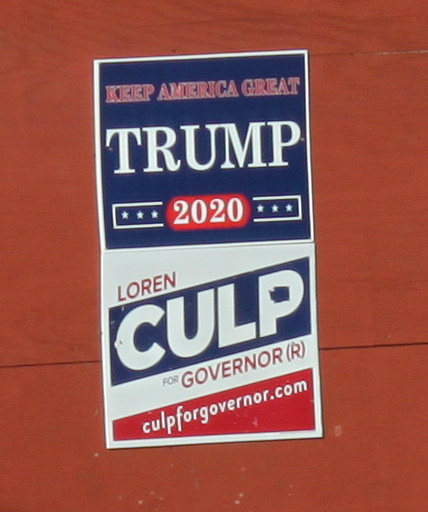 KEEP AMERICA GREAT
TRUMP
2020
LOREN
CULP
FOR GOVERNOR (R)
culpforgovernor.com